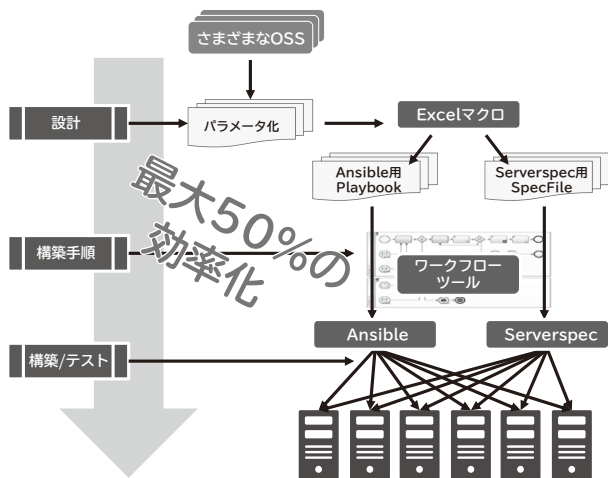 さまざまなOSS
設計
パラメータ化
Excelマクロ
Ansible用
Playbook
Serverspec用
SpecFile
最大50%の
効率化
構築手順
ワークフロー
ツール
Ansible
Serverspec
構築/テスト